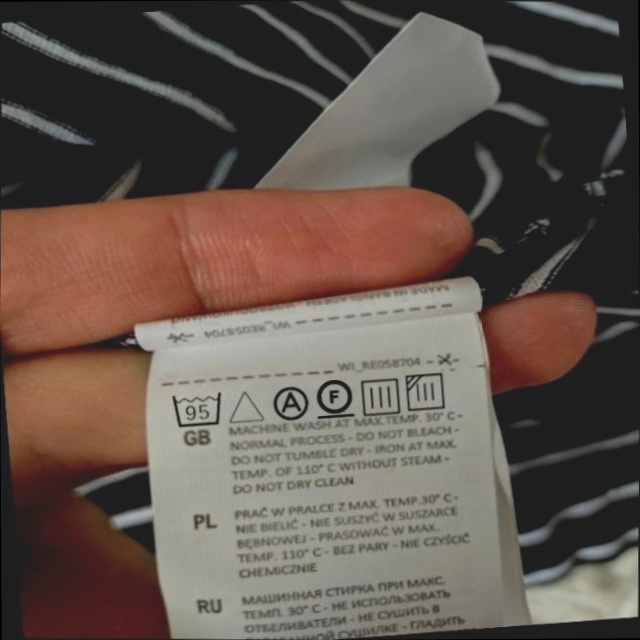 WI_RE058704
WI_RE058704
95 A F
GB
MACHINE WASH AT MAX.TEMP. 30° C -
NORMAL PROCESS - DO NOT BLEACH -
DO NOT TUMBLE DRY - IRON AT MAX.
TEMP. OF 110° C WITHOUT STEAM -
DO NOT DRY CLEAN
PL
PRAĆ W PRALCE Z MAX. TEMP.30° C -
NIE BIELIĆ - NIE SUSZYĆ W SUSZARCE
BĘBNOWEJ - PRASOWAĆ W MAX.
TEMP. 110° C - BEZ PARY - NIE CZYŚCIĆ
CHEMICZNIE
RU
МАШИННАЯ СТИРКА ПРИ МАКС.
ТЕМП. 30° С - НЕ ИСПОЛЬЗОВАТЬ
ОТБЕЛИВАТЕЛИ - НЕ СУШИТЬ В
СУШИЛКЕ - ГЛАДИТЬ